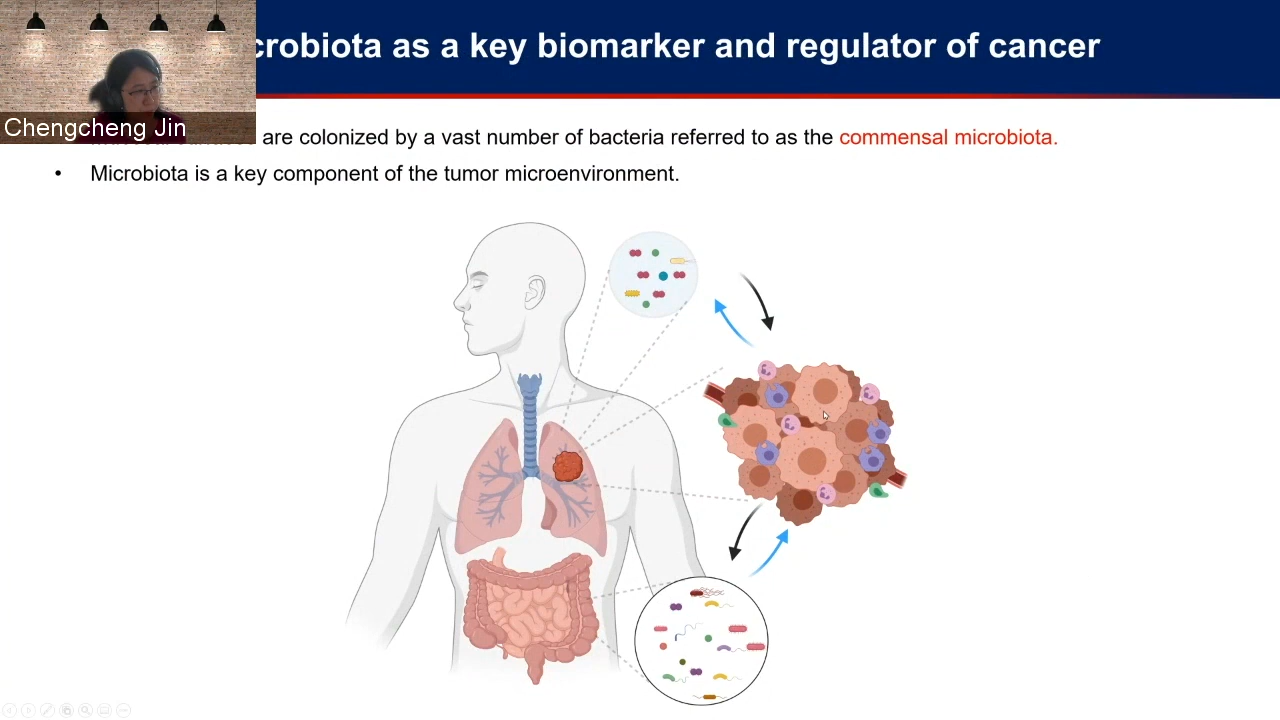 crobiota as a key biomarker and regulator of cancer
Chengcheng Jin
are colonized by a vast number of bacteria referred to as the commensal microbiota.
• Microbiota is a key component of the tumor microenvironment.